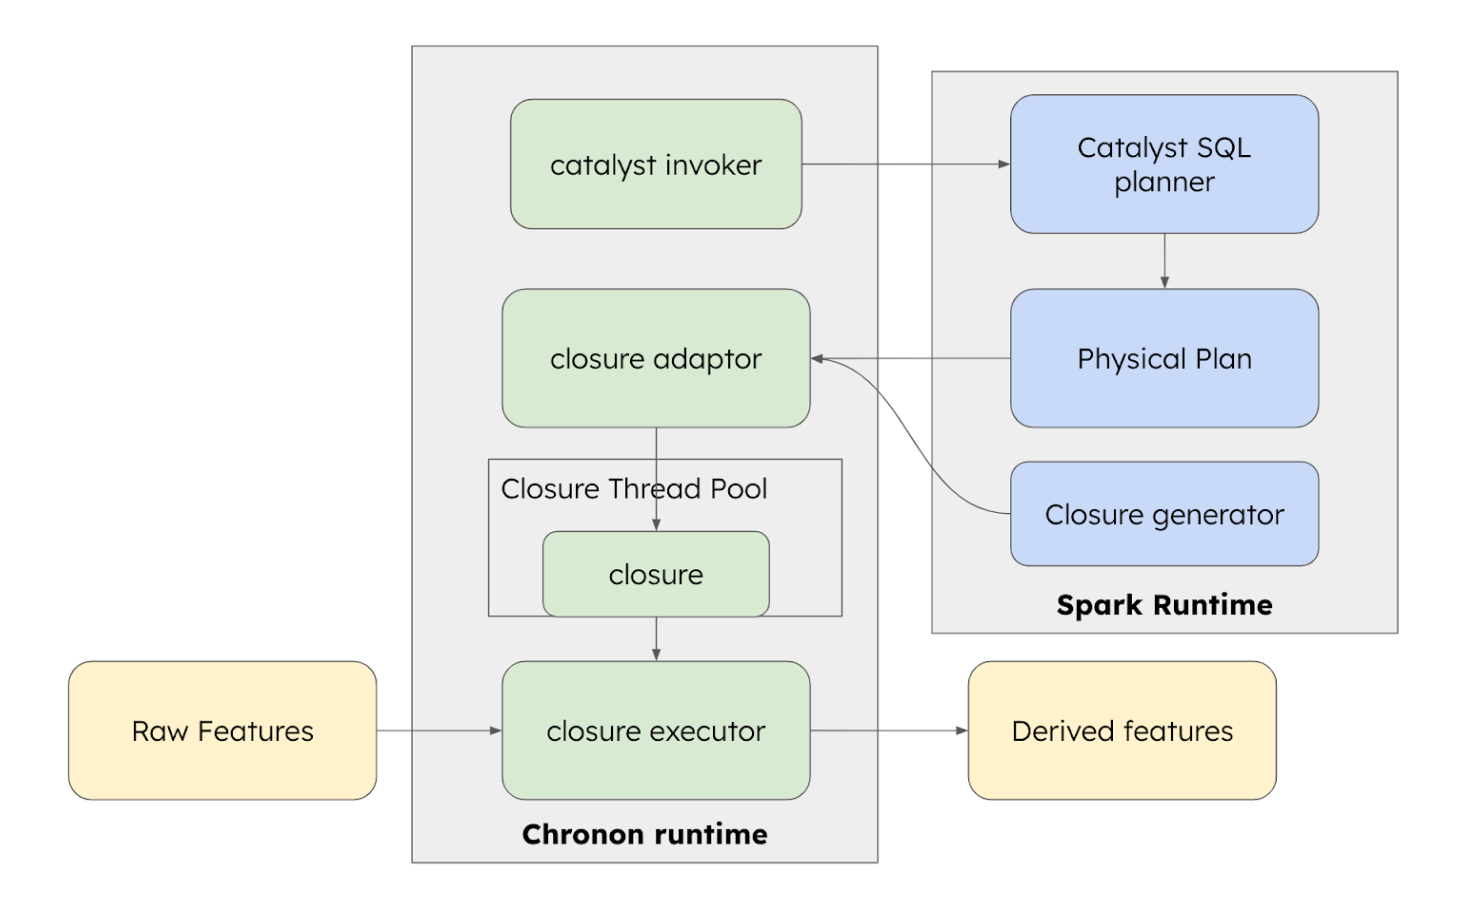 catalyst invoker
Catalyst SQL
planner
closure adaptor
Physical Plan
Closure Thread Pool
Closure generator
closure
Spark Runtime
Raw Features
closure executor
Derived features
Chronon runtime